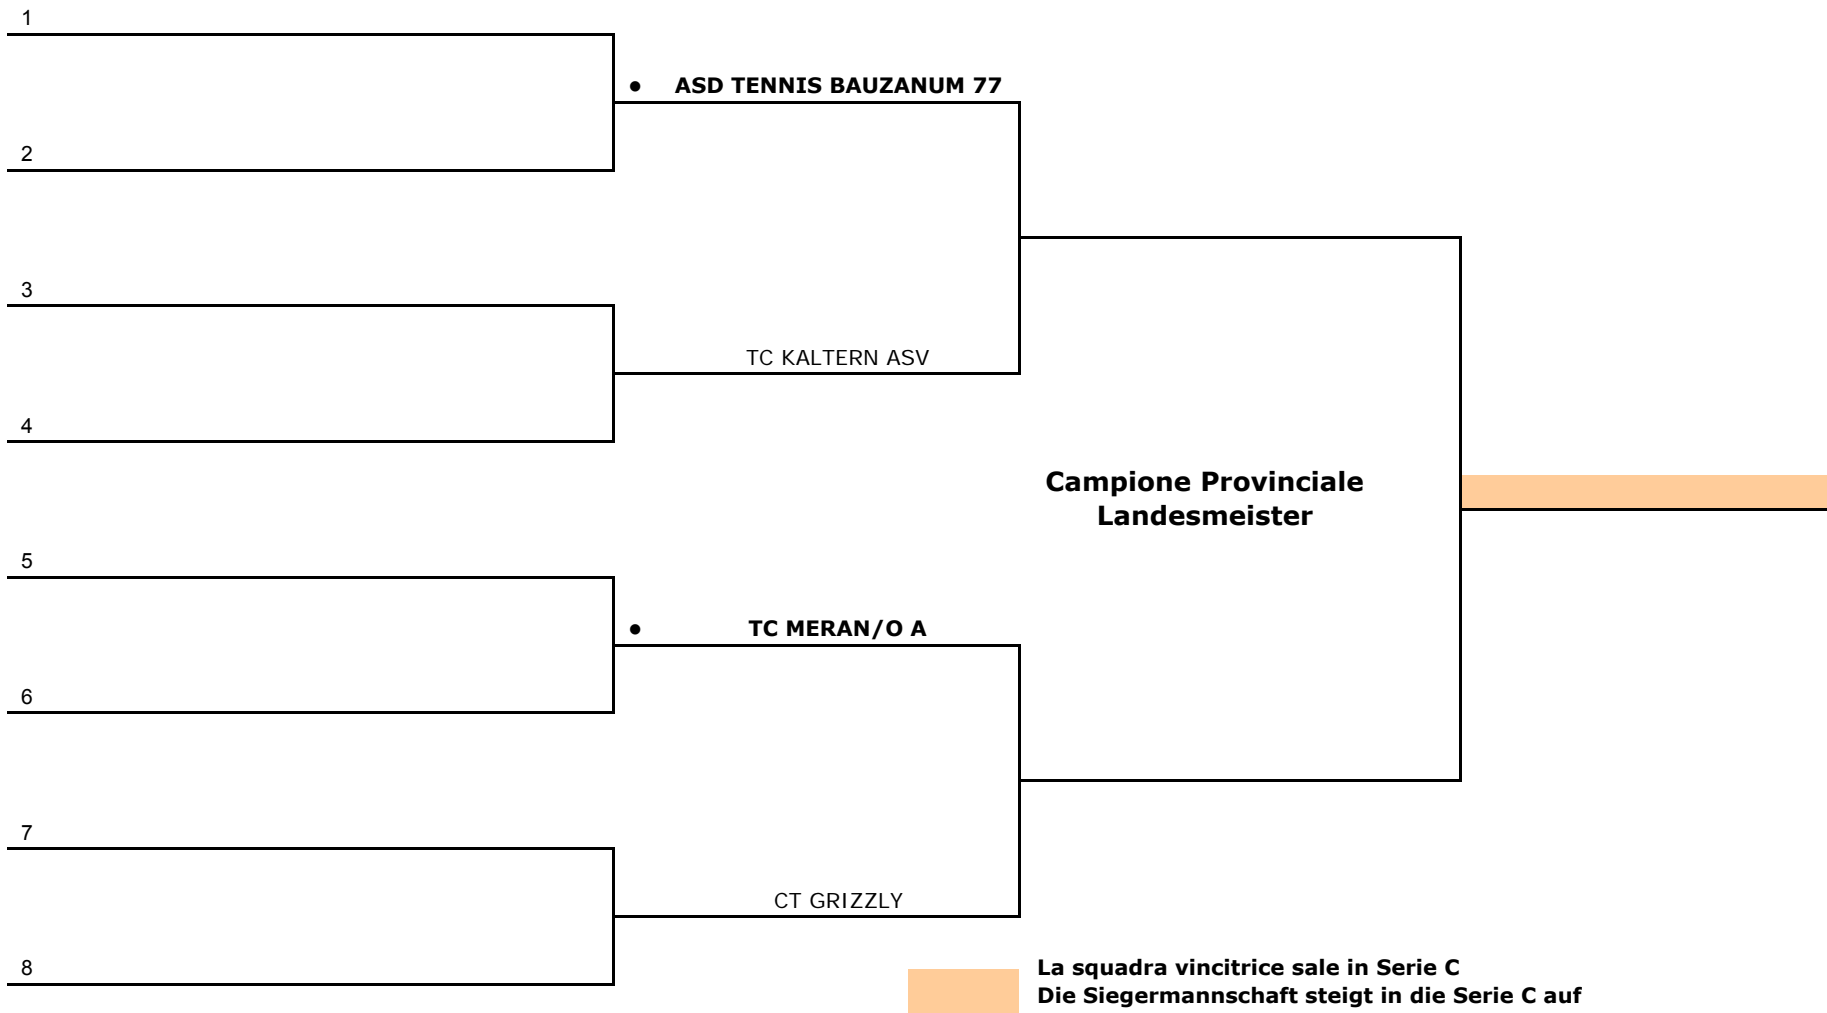 1
● ASD TENNIS BAUZANUM 77
2
3
TC KALTERN ASV
4
Campione Provinciale
Landesmeister
5
● TC MERAN/O A
6
7
CT GRIZZLY
8
La squadra vincitrice sale in Serie C
Die Siegermannschaft steigt in die Serie C auf